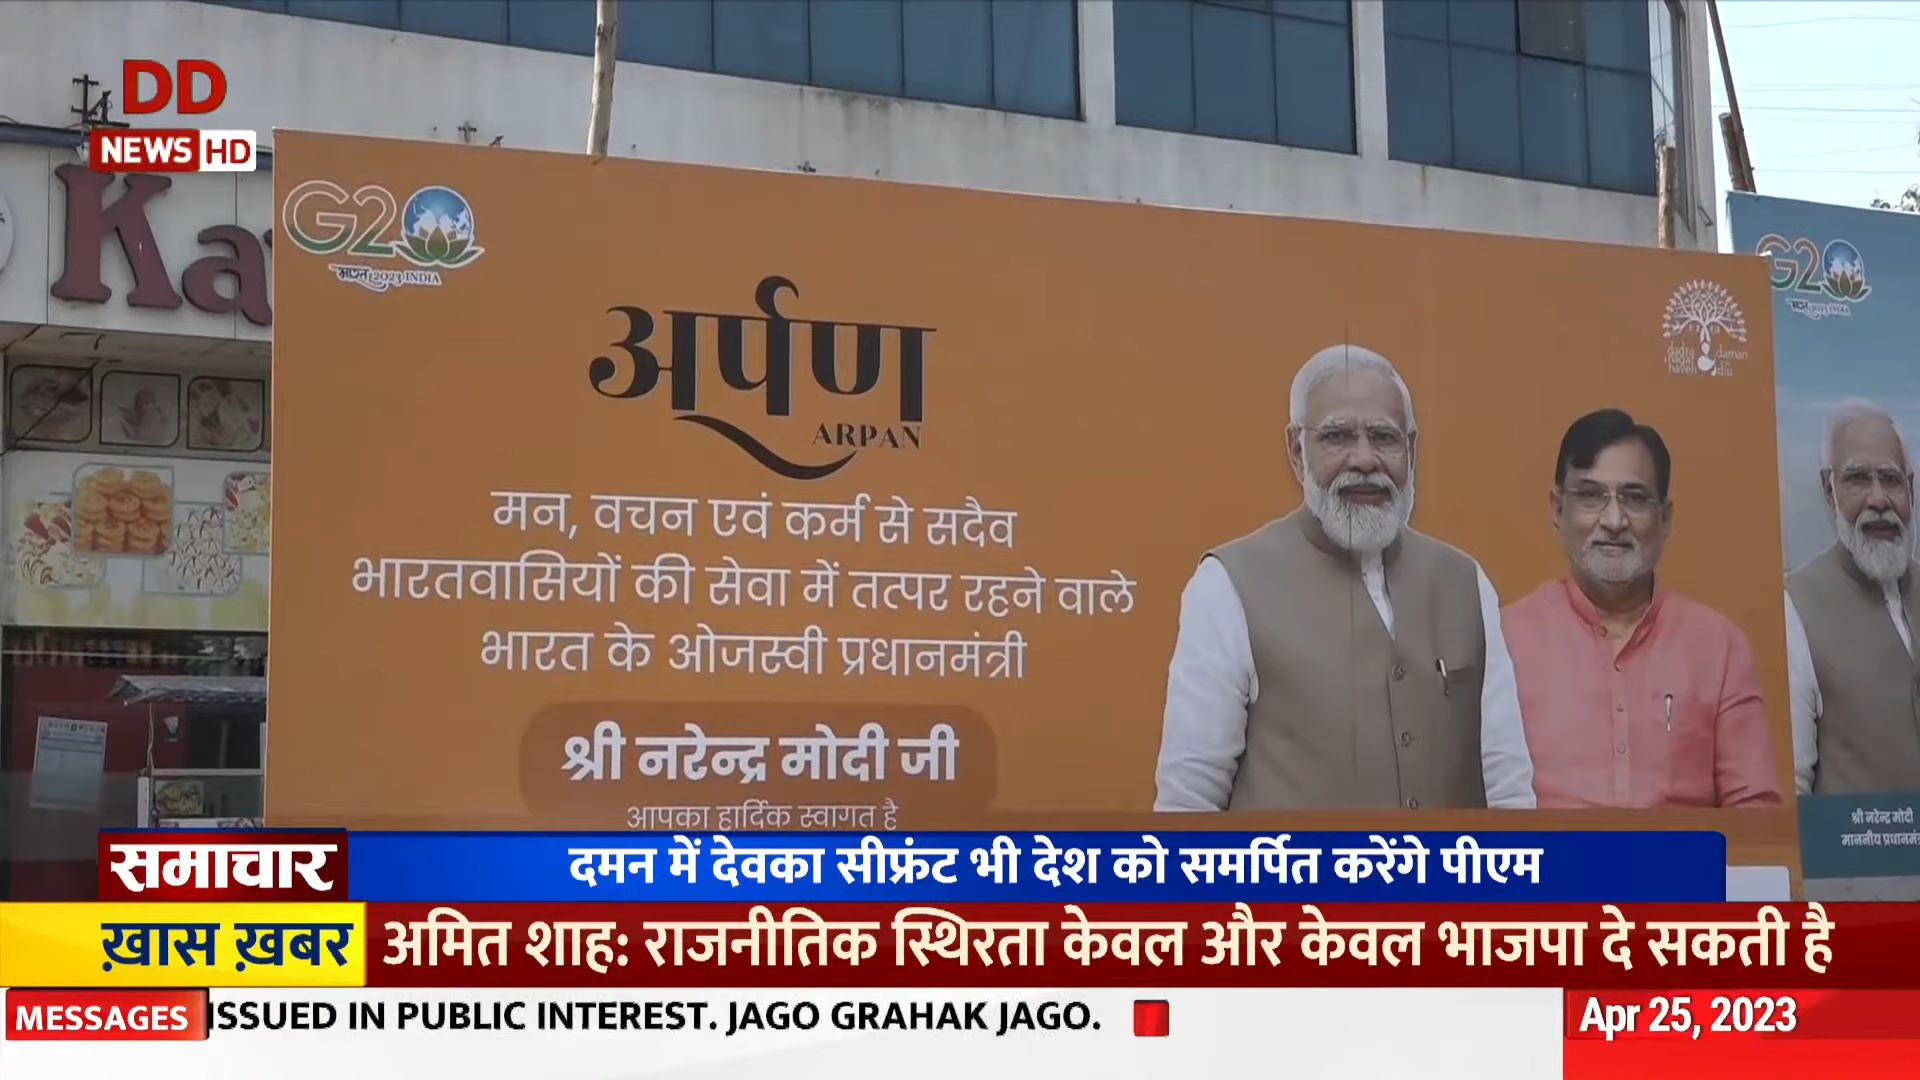 DD
NEWS HD
Ka
G20
भारत 2023 INDIA
अर्पण
ARPAN
मन, वचन एवं कर्म से सदैव
भारतवासियों की सेवा में तत्पर रहने वाले
भारत के ओजस्वी प्रधानमंत्री
श्री नरेन्द्र मोदी जी
आपका हार्दिक स्वागत है
dadra nagar haveli
daman diu
G20
श्री नरेन्द्र मोदी
माननीय
समाचार
दमन में देवका सीफ्रंट भी देश को समर्पित करेंगे पीएम
ख़ास ख़बर
अमित शाह: राजनीतिक स्थिरता केवल और केवल भाजपा दे सकती है
MESSAGES
ISSUED IN PUBLIC INTEREST. JAGO GRAHAK JAGO.
Apr 25, 2023